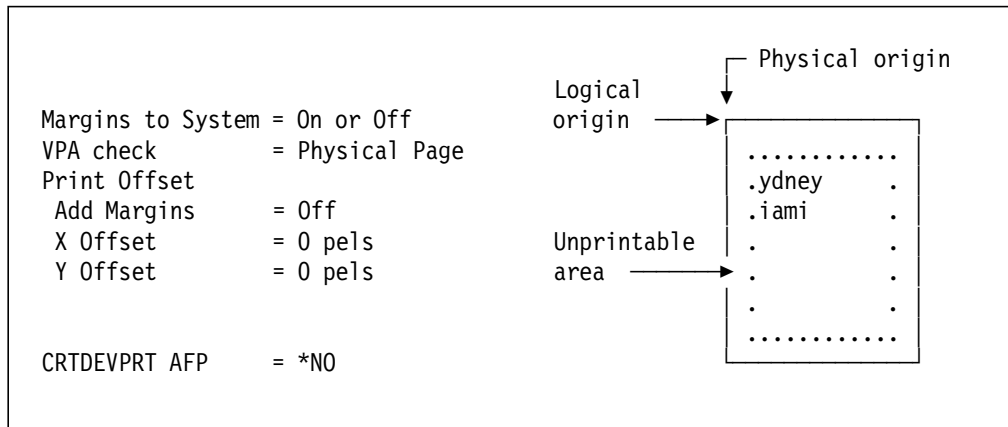 Physical origin
Logical
origin
Margins to System = On or Off
VPA check = Physical Page
Print Offset
Add Margins = Off
X Offset = 0 pels
Y Offset = 0 pels
CRTDEVPRT AFP = *NO
Unprintable
area
............
.ydney .
.iami .
. .
. .
. .
............